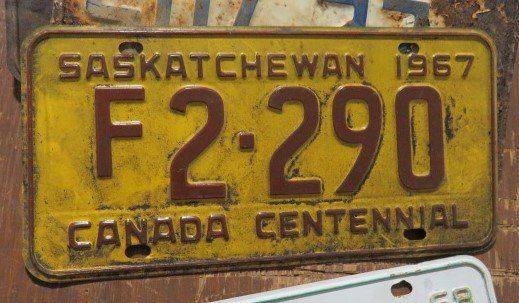 SASKATCHEWAN 1967
F2·290
CANADA CENTENNIAL